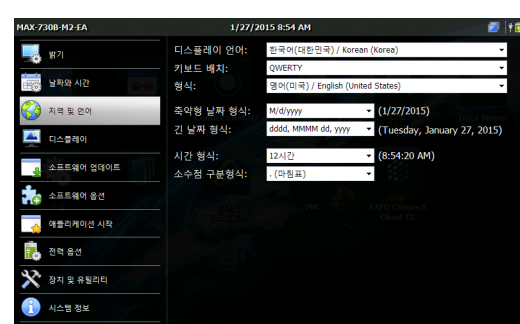 MAX-730B-M2-EA
1/27/2015 8:54 AM
밝기
날짜와 시간
지역 및 언어
디스플레이
소프트웨어 업데이트
소프트웨어 옵션
애플리케이션 시작
전력 옵션
장치 및 유틸리티
시스템 정보
디스플레이 언어: 한국어(대한민국) / Korean (Korea)
키보드 배치: QWERTY
형식: 영어(미국) / English (United States)
축약형 날짜 형식: M/d/yyyy (1/27/2015)
긴 날짜 형식: dddd, MMMM dd, yyyy (Tuesday, January 27, 2015)
시간 형식: 12시간 (8:54:20 AM)
소수점 구분형식: . (마침표)
VNC
EXFO Connect
Client CE